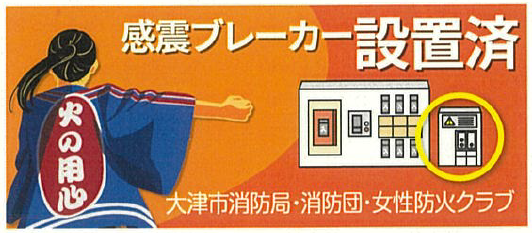 感震ブレーカー設置済
火の用心
大津市消防局・消防団・女性防火クラブ